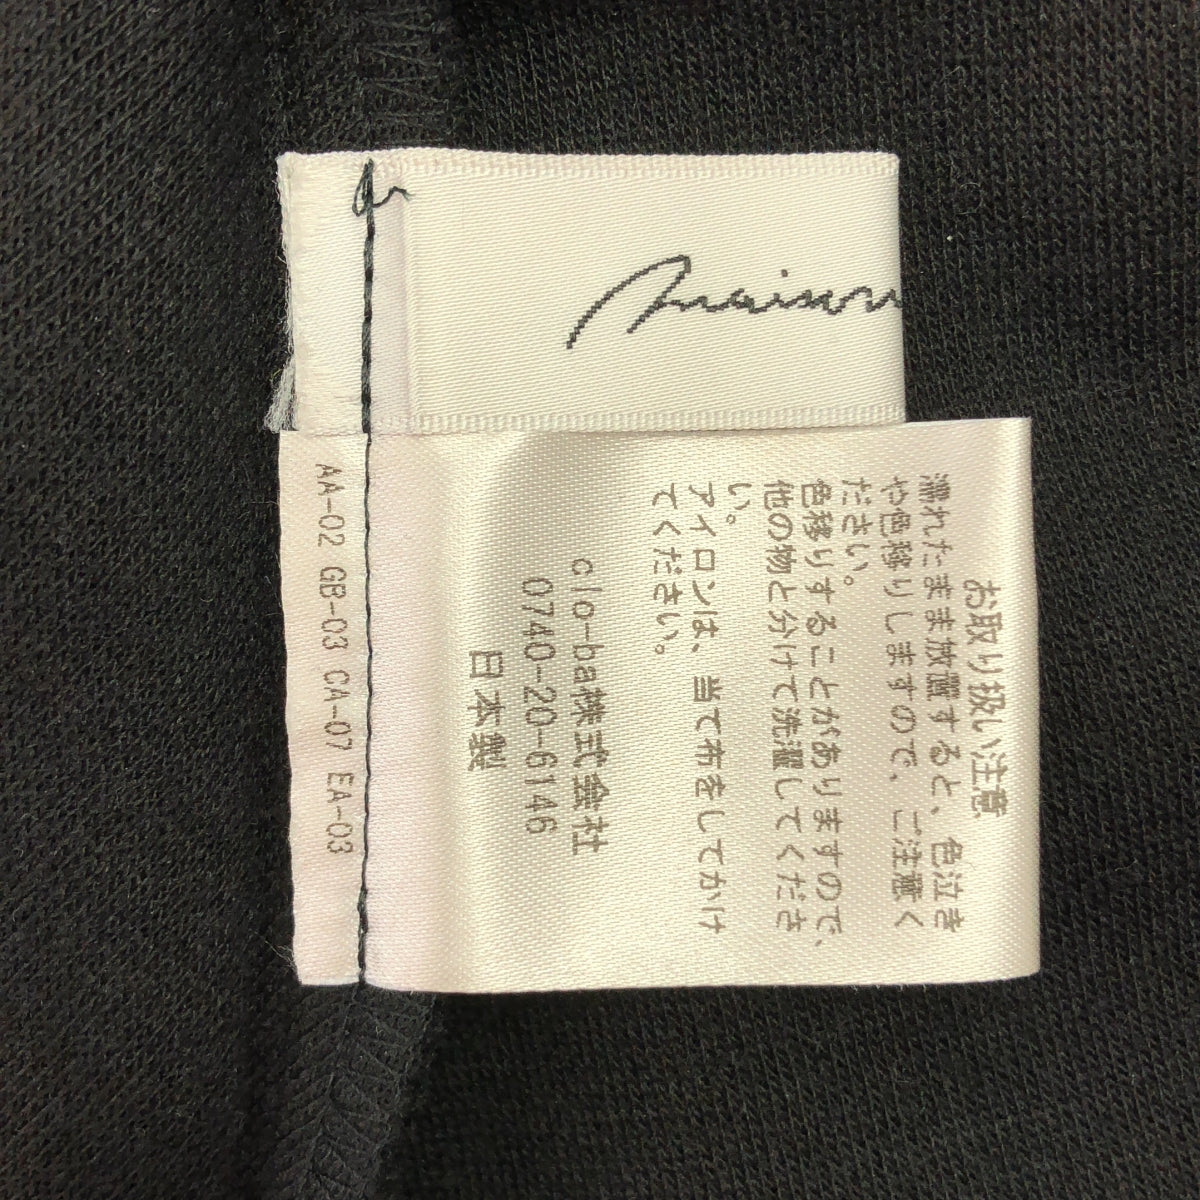 maison
お取り扱い注意
濡れたまま放置すると、色泣き
や色移りしますので、ご注意く
ださい。
色移りすることがありますので、
他の物と分けて洗濯してくださ
い。
アイロンは、当て布をしてかけ
てください。
clo-ba株式会社
0740-20-6146
日本製
AA-02 GB-03 CA-07 EA-03